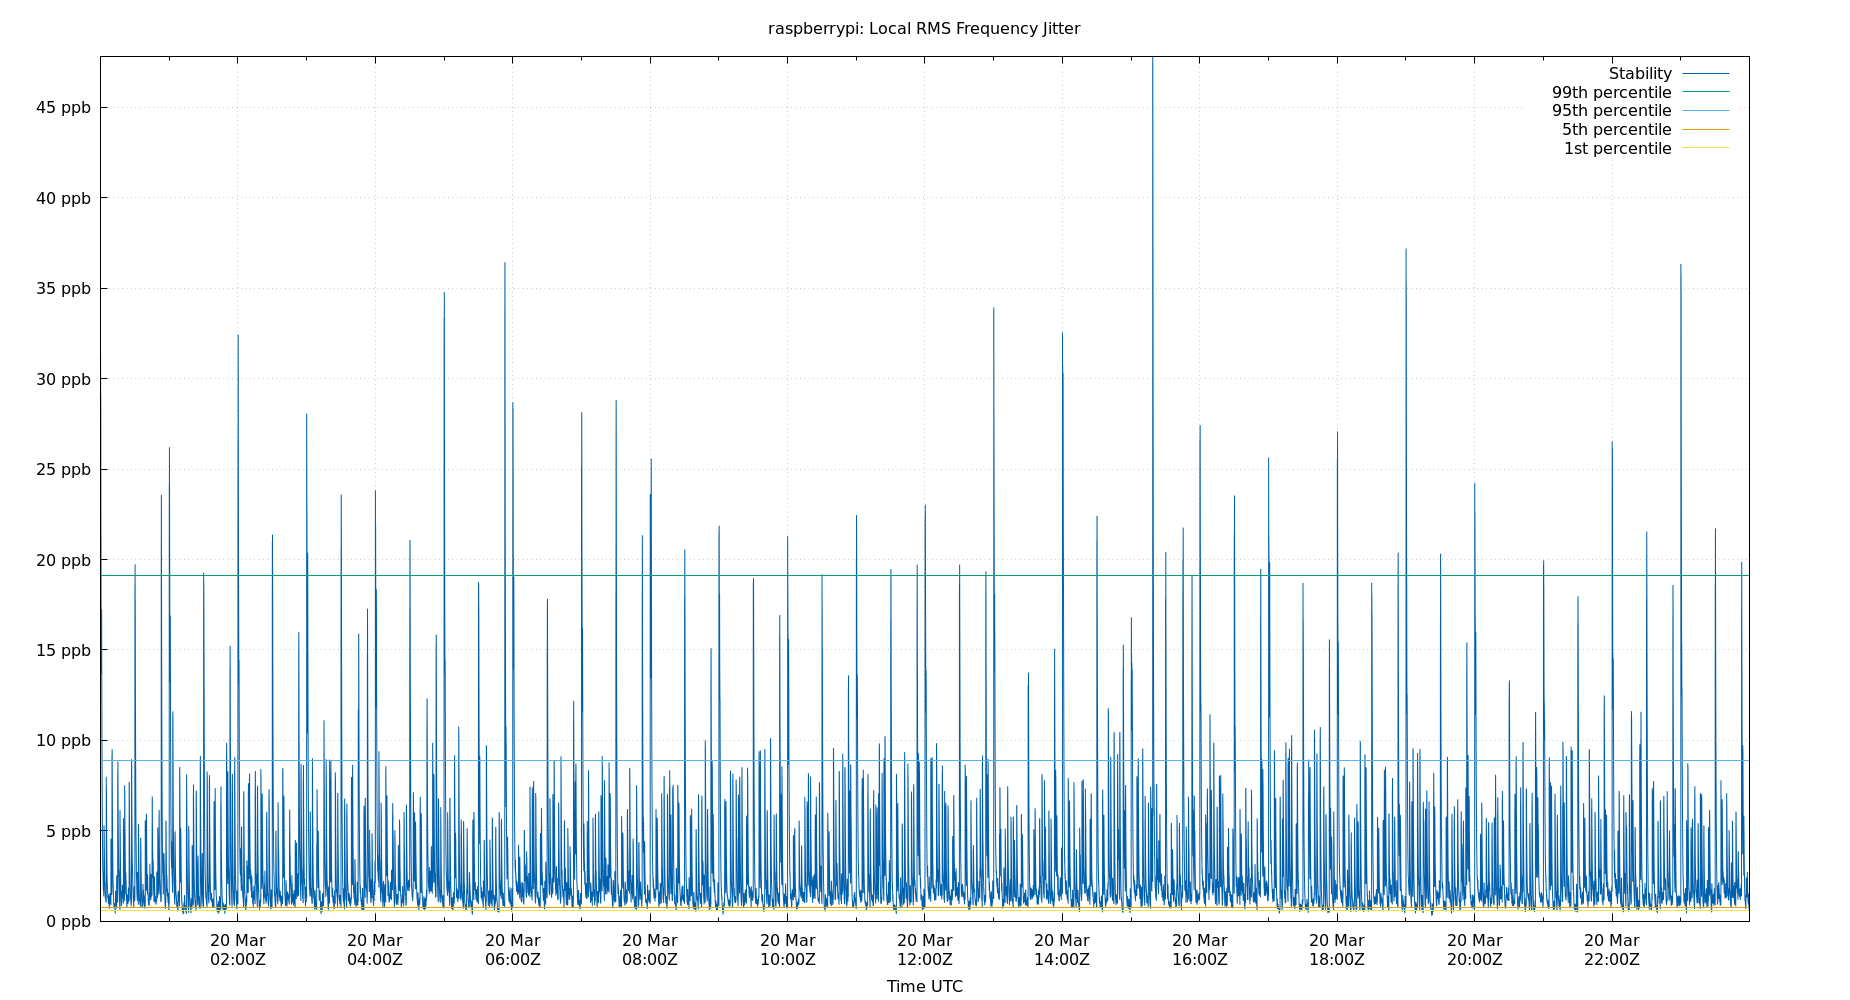 raspberrypi: Local RMS Frequency Jitter
Stability
99th percentile
95th percentile
5th percentile
1st percentile
45 ppb
40 ppb
35 ppb
30 ppb
25 ppb
20 ppb
15 ppb
10 ppb
5 ppb
0 ppb
20 Mar 20 Mar 20 Mar 20 Mar 20 Mar 20 Mar 20 Mar 20 Mar 20 Mar 20 Mar 20 Mar
02:00Z 04:00Z 06:00Z 08:00Z 10:00Z 12:00Z 14:00Z 16:00Z 18:00Z 20:00Z 22:00Z
Time UTC